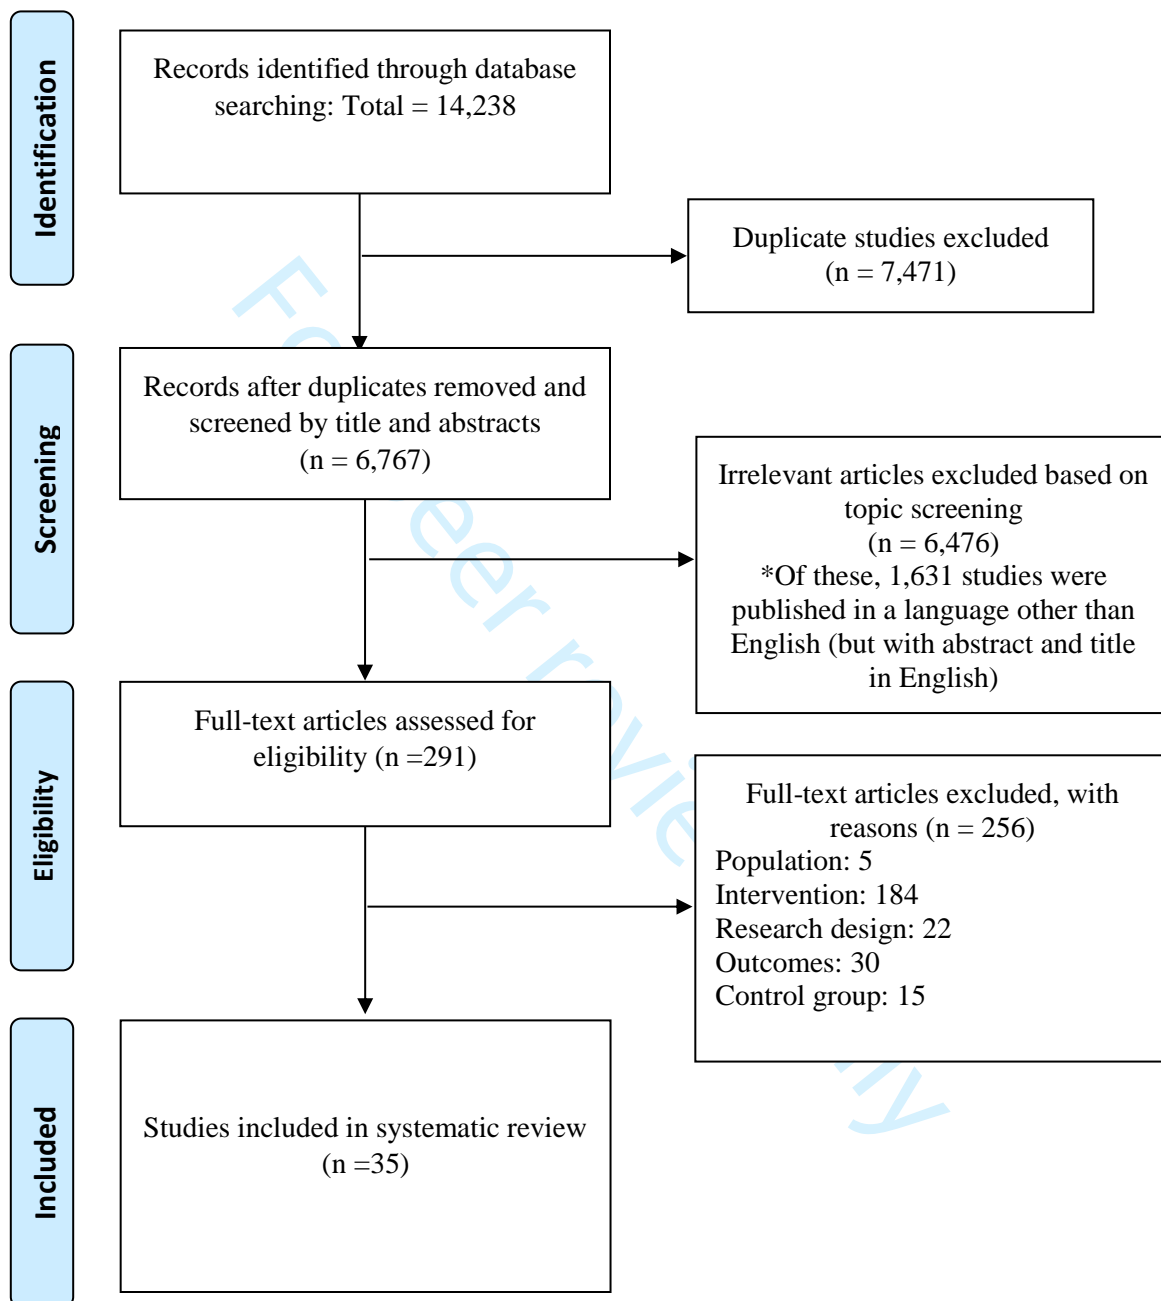 Identification
Records identified through database
searching: Total = 14,238
Duplicate studies excluded
(n = 7,471)
Screening
Records after duplicates removed and
screened by title and abstracts
(n = 6,767)
Irrelevant articles excluded based on
topic screening
(n = 6,476)
*Of these, 1,631 studies were
published in a language other than
English (but with abstract and title
in English)
Eligibility
Full-text articles assessed for
eligibility (n =291)
Full-text articles excluded, with
reasons (n = 256)
Population: 5
Intervention: 184
Research design: 22
Outcomes: 30
Control group: 15
Included
Studies included in systematic review
(n =35)